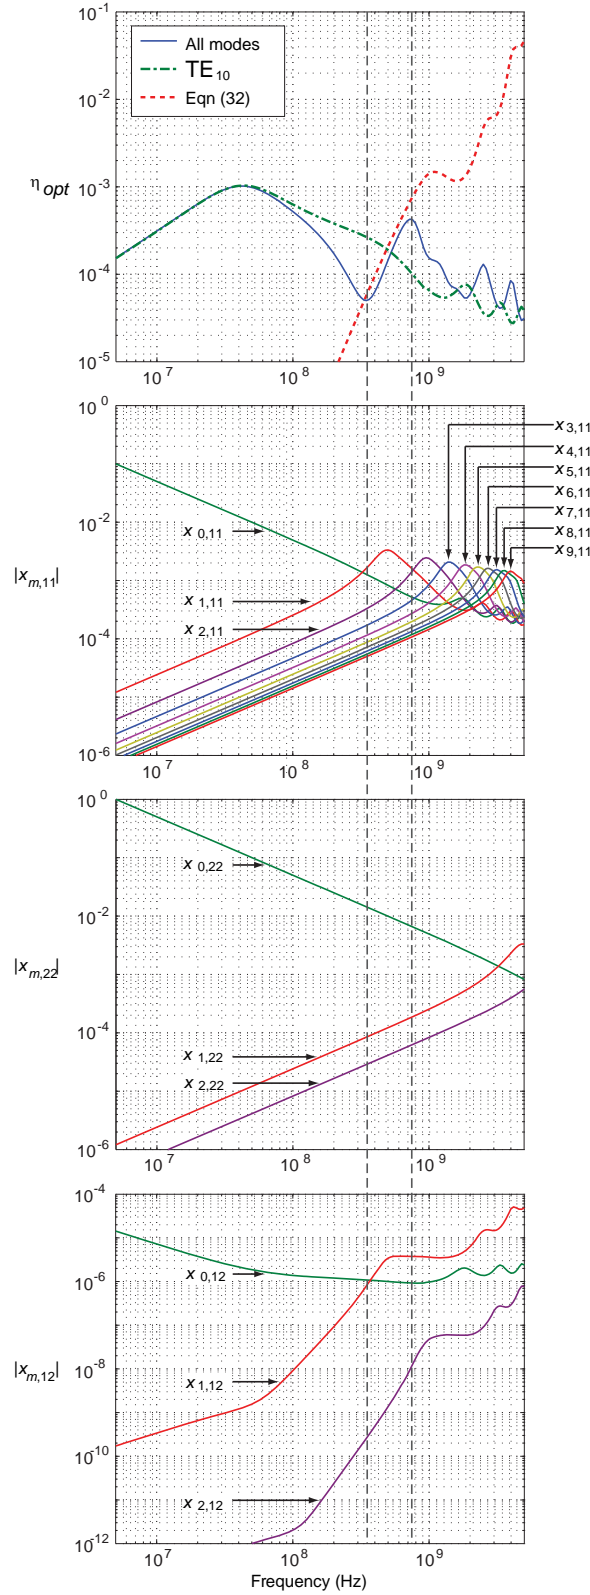 All modes
TE10
Eqn (32)
10^-1
10^-2
η opt
10^-3
10^-4
10^-5
10^7 10^8 10^9
10^0
x 3,11
x 4,11
x 5,11
x 6,11
x 7,11
x 8,11
x 9,11
10^-2
x 0,11
|x m,11|
x 1,11
x 2,11
10^-4
10^-6
10^7 10^8 10^9
10^0
x 0,22
10^-2
|x m,22|
10^-4
x 1,22
x 2,22
10^-6
10^7 10^8 10^9
10^-4
x 0,12
10^-6
|x m,12|
10^-8
x 1,12
10^-10
x 2,12
10^-12
10^7 10^8 10^9
Frequency (Hz)